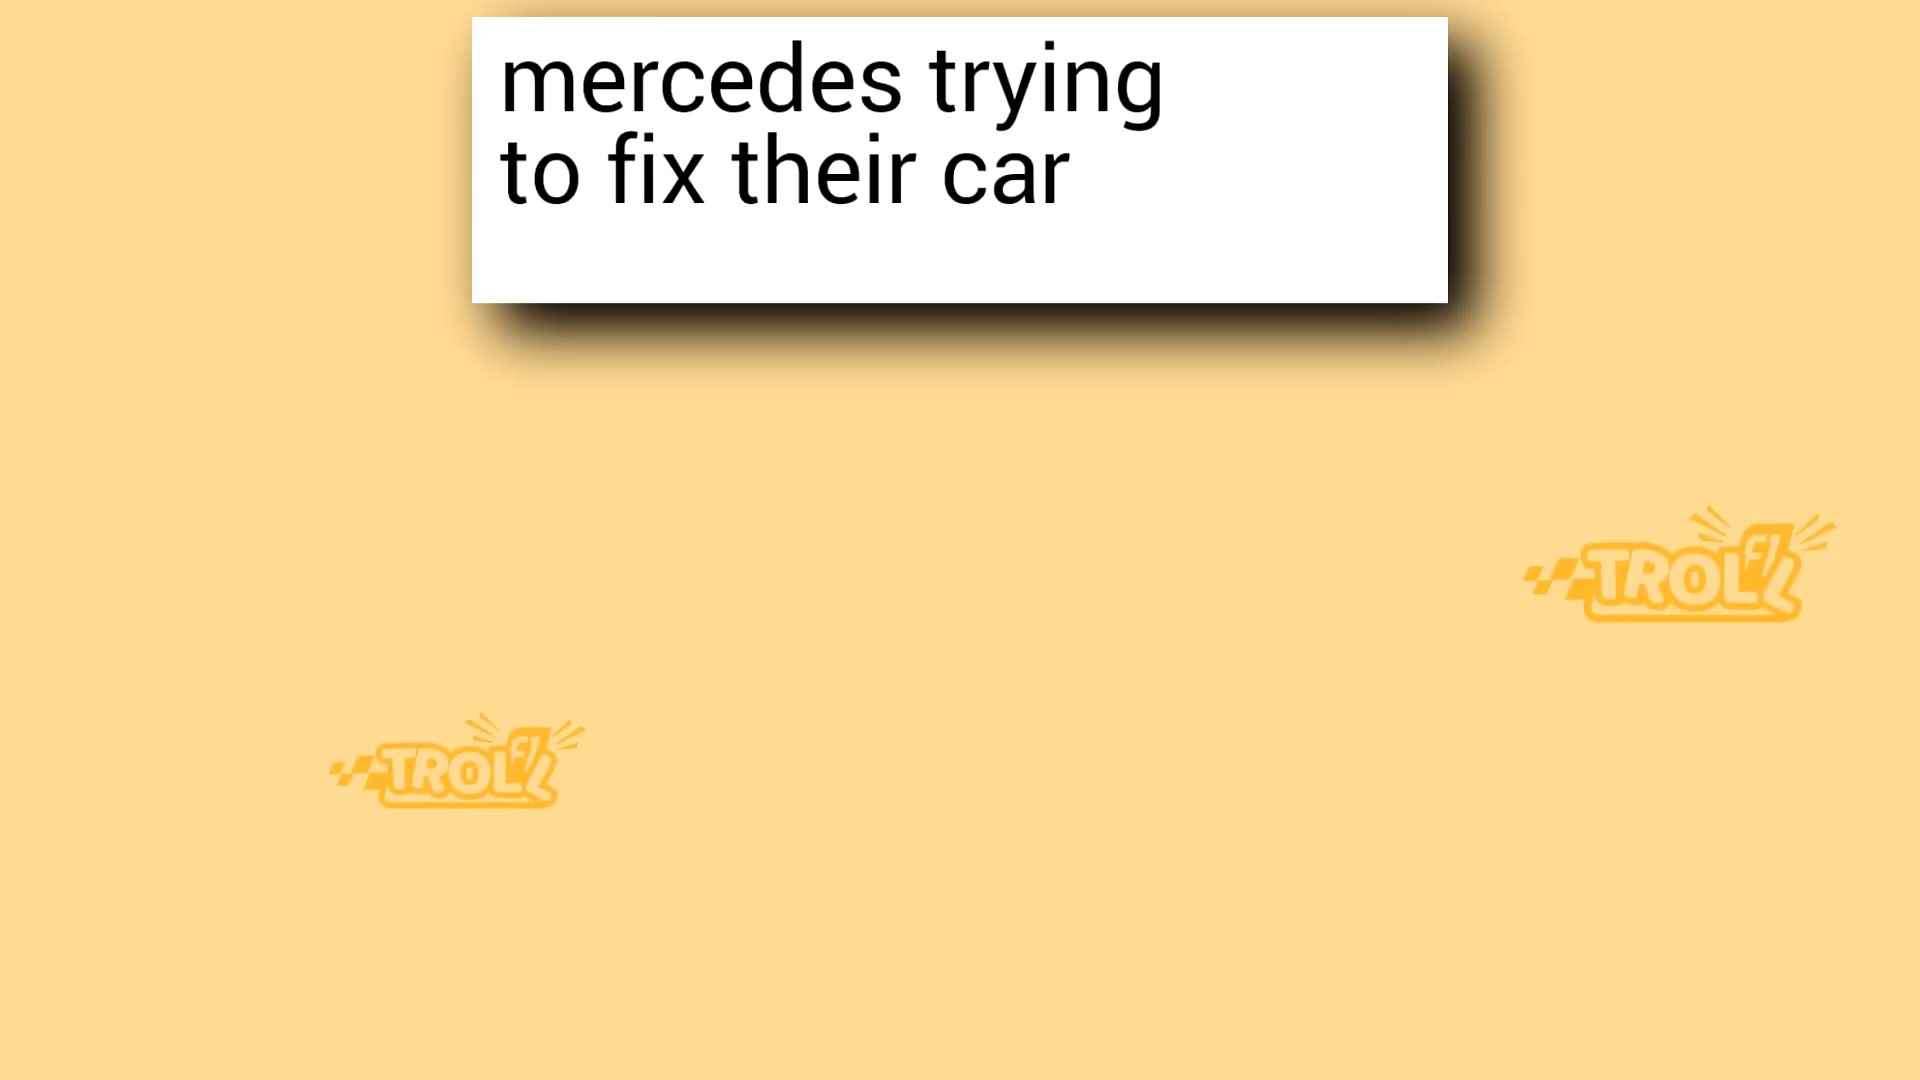 mercedes trying
to fix their car
TROLL
F1
TROLL
F1